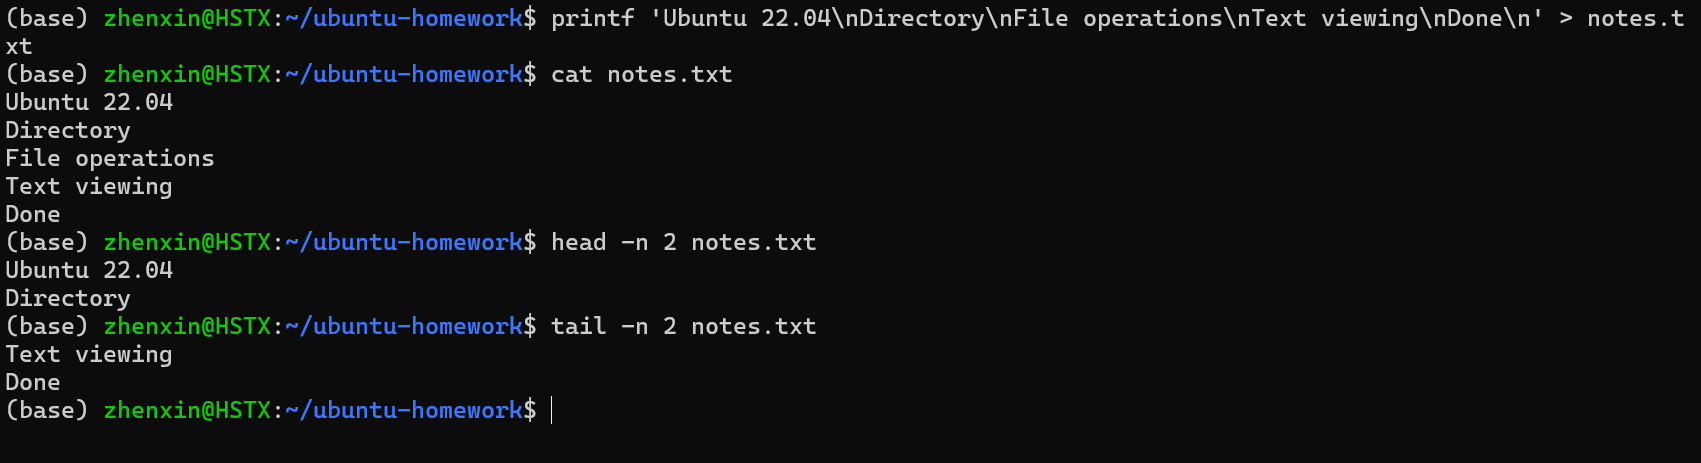 (base) zhenxin@HSTX:~/ubuntu-homework$ printf 'Ubuntu 22.04\nDirectory\nFile operations\nText viewing\nDone\n' > notes.t
xt
(base) zhenxin@HSTX:~/ubuntu-homework$ cat notes.txt
Ubuntu 22.04
Directory
File operations
Text viewing
Done
(base) zhenxin@HSTX:~/ubuntu-homework$ head -n 2 notes.txt
Ubuntu 22.04
Directory
(base) zhenxin@HSTX:~/ubuntu-homework$ tail -n 2 notes.txt
Text viewing
Done
(base) zhenxin@HSTX:~/ubuntu-homework$